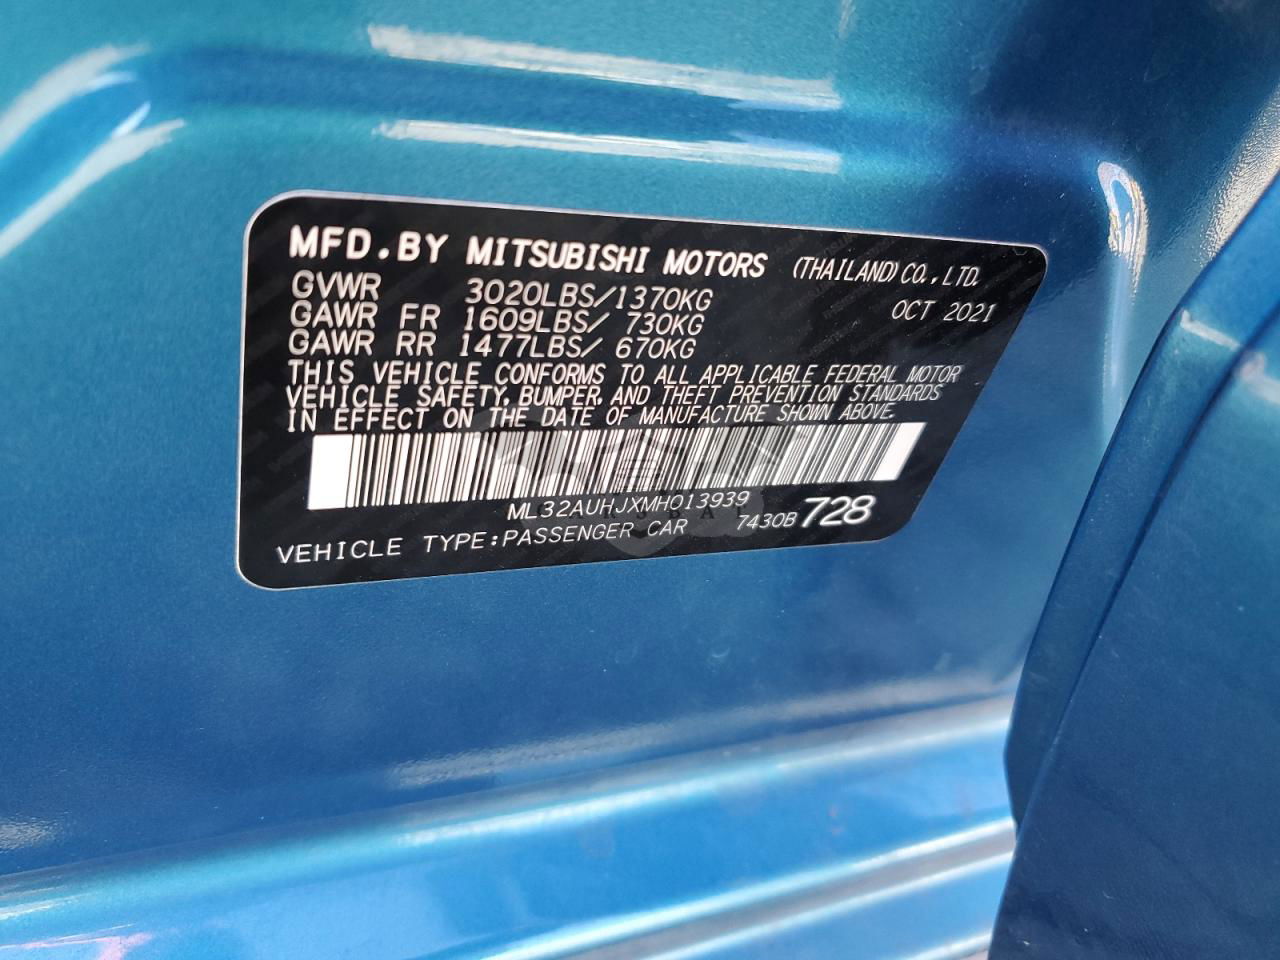 MFD.BY MITSUBISHI MOTORS (THAILAND)CO.,LTD.
GVWR 3020LBS/1370KG OCT 2021
GAWR FR 1609LBS/ 730KG
GAWR RR 1477LBS/ 670KG
THIS VEHICLE CONFORMS TO ALL APPLICABLE FEDERAL MOTOR
VEHICLE SAFETY, BUMPER, AND THEFT PREVENTION STANDARDS
IN EFFECT ON THE DATE OF MANUFACTURE SHOWN ABOVE.
ML32AUHJXMH013939
VEHICLE TYPE:PASSENGER CAR 7430B 728